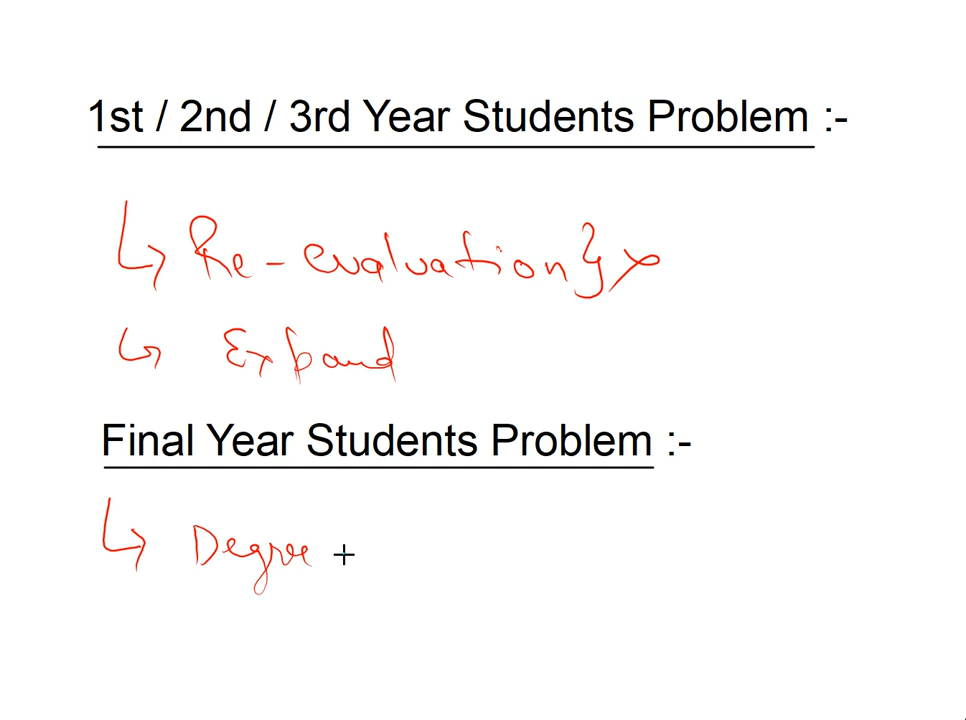 1st / 2nd / 3rd Year Students Problem :-
↳ Re-evaluation} ×
↳ Expand
Final Year Students Problem :-
↳ Degree